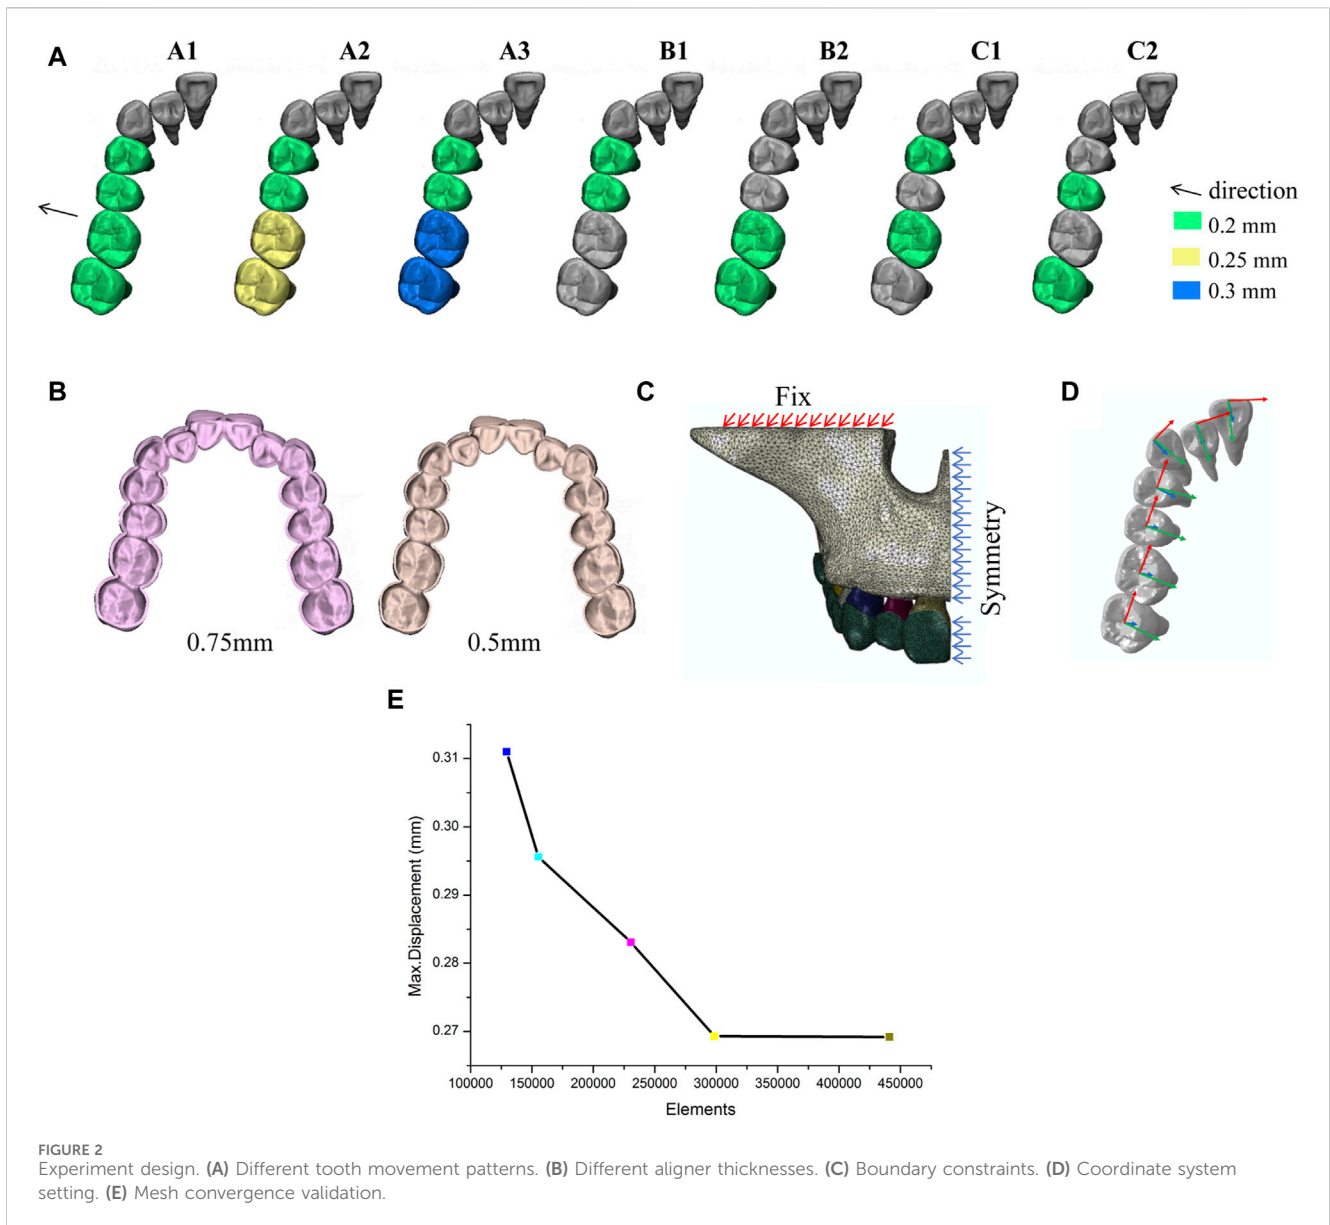 A
A1
A2
A3
B1
B2
C1
C2
direction
0.2 mm
0.25 mm
0.3 mm
B
0.75mm
0.5mm
C
Fix
Symmetry
D
E
Max.Displacement (mm)
0.31
0.30
0.29
0.28
0.27
100000 150000 200000 250000 300000 350000 400000 450000
Elements
FIGURE 2
Experiment design. (A) Different tooth movement patterns. (B) Different aligner thicknesses. (C) Boundary constraints. (D) Coordinate system
setting. (E) Mesh convergence validation.